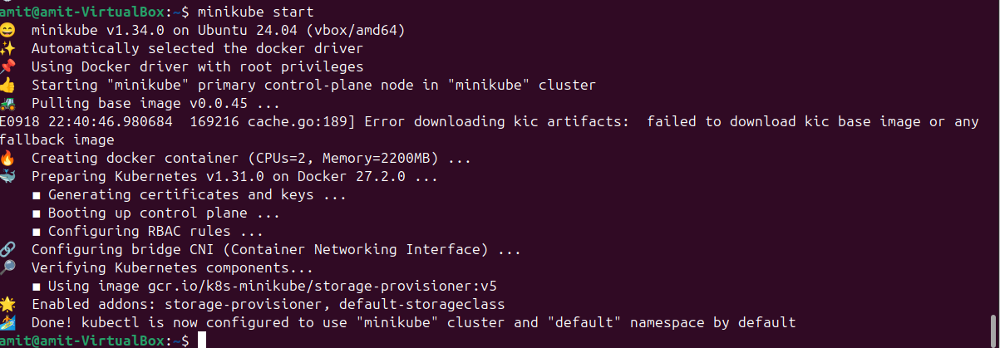 amit@amit-VirtualBox:~$ minikube start
😄  minikube v1.34.0 on Ubuntu 24.04 (vbox/amd64)
✨  Automatically selected the docker driver
📌  Using Docker driver with root privileges
👍  Starting "minikube" primary control-plane node in "minikube" cluster
🚜  Pulling base image v0.0.45 ...
E0918 22:40:46.980684  169216 cache.go:189] Error downloading kic artifacts:  failed to download kic base image or any
fallback image
🔥  Creating docker container (CPUs=2, Memory=2200MB) ...
🐳  Preparing Kubernetes v1.31.0 on Docker 27.2.0 ...
    ▪ Generating certificates and keys ...
    ▪ Booting up control plane ...
    ▪ Configuring RBAC rules ...
🔗  Configuring bridge CNI (Container Networking Interface) ...
🔎  Verifying Kubernetes components...
    ▪ Using image gcr.io/k8s-minikube/storage-provisioner:v5
🌟  Enabled addons: storage-provisioner, default-storageclass
🏄  Done! kubectl is now configured to use "minikube" cluster and "default" namespace by default
amit@amit-VirtualBox:~$